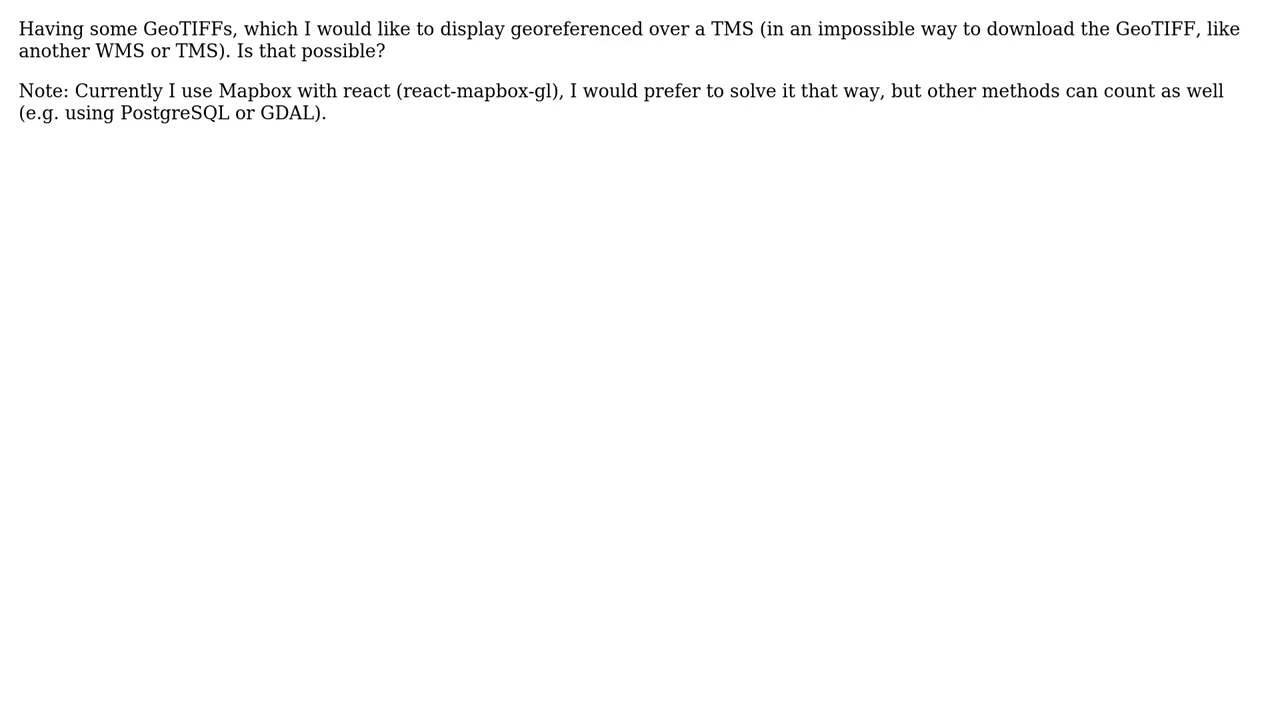 Having some GeoTIFFs, which I would like to display georeferenced over a TMS (in an impossible way to download the GeoTIFF, like
another WMS or TMS). Is that possible?
Note: Currently I use Mapbox with react (react-mapbox-gl), I would prefer to solve it that way, but other methods can count as well
(e.g. using PostgreSQL or GDAL).